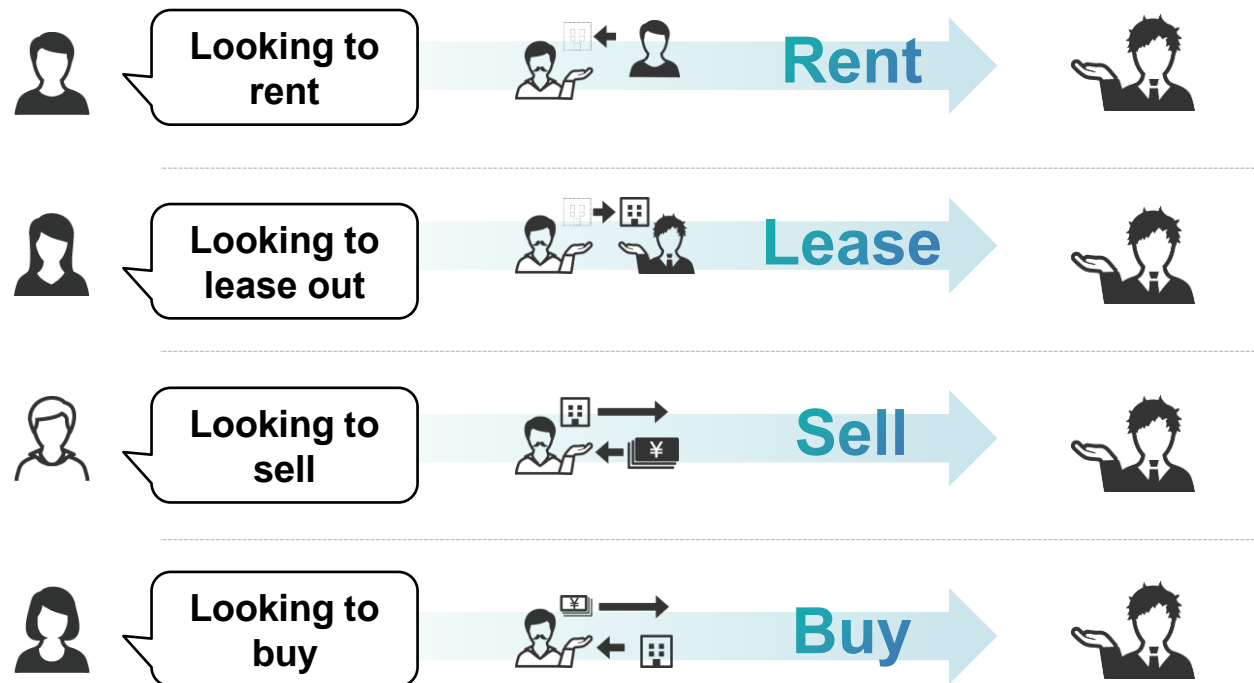 Looking to
rent
Rent
Looking to
lease out
Lease
Looking to
sell
¥
Sell
Looking to
buy
¥
Buy